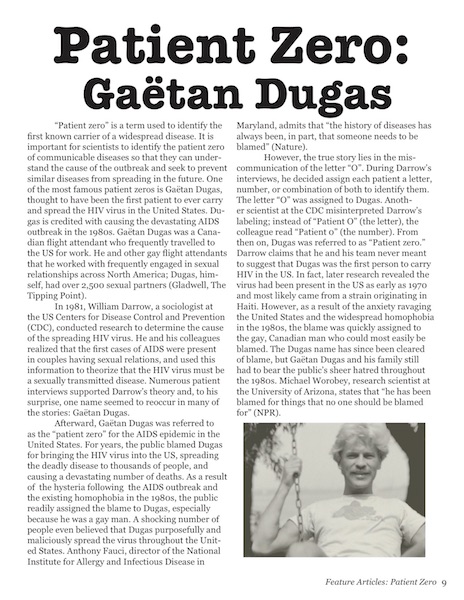 Patient Zero:
Gaëtan Dugas
“Patient zero” is a term used to identify the
first known carrier of a widespread disease. It is
important for scientists to identify the patient zero
of communicable diseases so that they can under-
stand the cause of the outbreak and seek to prevent
similar diseases from spreading in the future. One
of the most famous patient zeros is Gaëtan Dugas,
thought to have been the first patient to ever carry
and spread the HIV virus in the United States. Du-
gas is credited with causing the devastating AIDS
outbreak in the 1980s. Gaëtan Dugas was a Cana-
dian flight attendant who frequently travelled to
the US for work. He and other gay flight attendants
that he worked with frequently engaged in sexual
relationships across North America; Dugas, him-
self, had over 2,500 sexual partners (Gladwell, The
Tipping Point).
In 1981, William Darrow, a sociologist at
the US Centers for Disease Control and Prevention
(CDC), conducted research to determine the cause
of the spreading HIV virus. He and his colleagues
realized that the first cases of AIDS were present
in couples having sexual relations, and used this
information to theorize that the HIV virus must be
a sexually transmitted disease. Numerous patient
interviews supported Darrow’s theory and, to his
surprise, one name seemed to reoccur in many of
the stories: Gaëtan Dugas.
Afterward, Gaëtan Dugas was referred to
as the “patient zero” for the AIDS epidemic in the
United States. For years, the public blamed Dugas
for bringing the HIV virus into the US, spreading
the deadly disease to thousands of people, and
causing a devastating number of deaths. As a result
of the hysteria following the AIDS outbreak and
the existing homophobia in the 1980s, the public
readily assigned the blame to Dugas, especially
because he was a gay man. A shocking number of
people even believed that Dugas purposefully and
maliciously spread the virus throughout the Unit-
ed States. Anthony Fauci, director of the National
Institute for Allergy and Infectious Disease in
Maryland, admits that “the history of diseases has
always been, in part, that someone needs to be
blamed” (Nature).
However, the true story lies in the mis-
communication of the letter “O”. During Darrow’s
interviews, he decided assign each patient a letter,
number, or combination of both to identify them.
The letter “O” was assigned to Dugas. Anoth-
er scientist at the CDC misinterpreted Darrow’s
labeling; instead of “Patient O” (the letter), the
colleague read “Patient 0” (the number). From
then on, Dugas was referred to as “Patient zero.”
Darrow claims that he and his team never meant
to suggest that Dugas was the first person to carry
HIV in the US. In fact, later research revealed the
virus had been present in the US as early as 1970
and most likely came from a strain originating in
Haiti. However, as a result of the anxiety ravaging
the United States and the widespread homophobia
in the 1980s, the blame was quickly assigned to
the gay, Canadian man who could most easily be
blamed. The Dugas name has since been cleared
of blame, but Gaëtan Dugas and his family still
had to bear the public’s sheer hatred throughout
the 1980s. Michael Worobey, research scientist at
the University of Arizona, states that “he has been
blamed for things that no one should be blamed
for” (NPR).
Feature Articles: Patient Zero 9